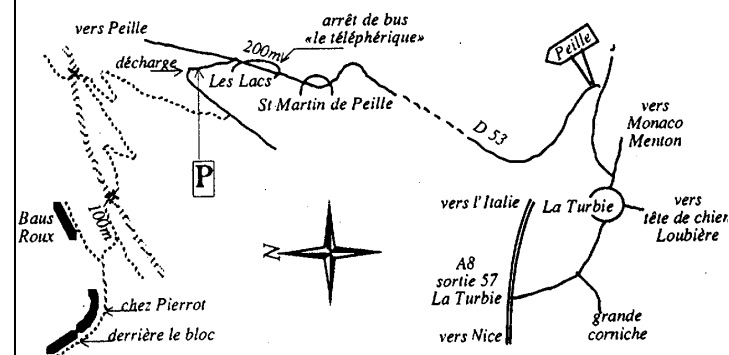 vers Peille
arrêt de bus
«le téléphérique»
200m
décharge
Les Lacs
St Martin de Peille
Peille
D 53
vers
Monaco
Menton
P
vers l'Italie
La Turbie
vers
tête de chien
Loubière
Baus
Roux
100m
N
A8
sortie 57
La Turbie
chez Pierrot
derrière le bloc
vers Nice
grande
corniche